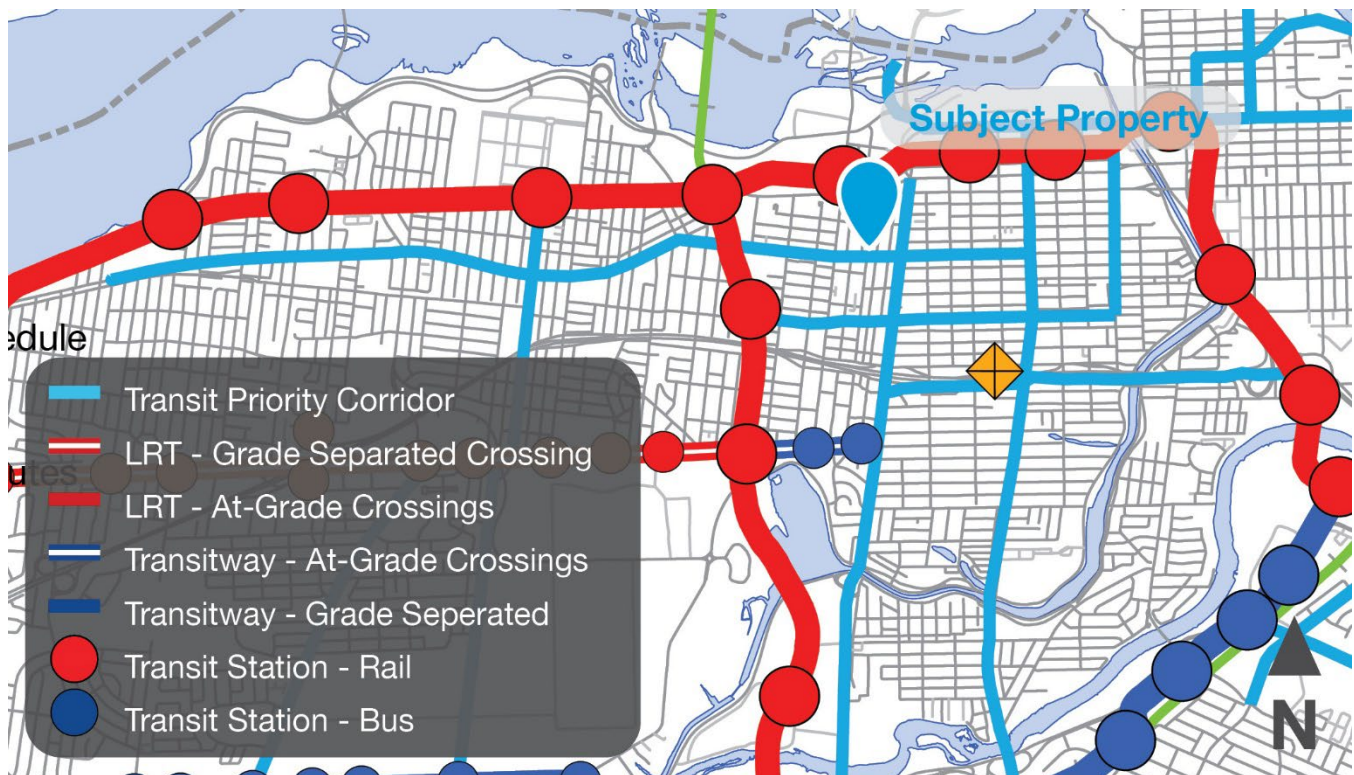 Subject Property
edule
Transit Priority Corridor
LRT - Grade Separated Crossing
utes
LRT - At-Grade Crossings
Transitway - At-Grade Crossings
Transitway - Grade Seperated
Transit Station - Rail
Transit Station - Bus
N